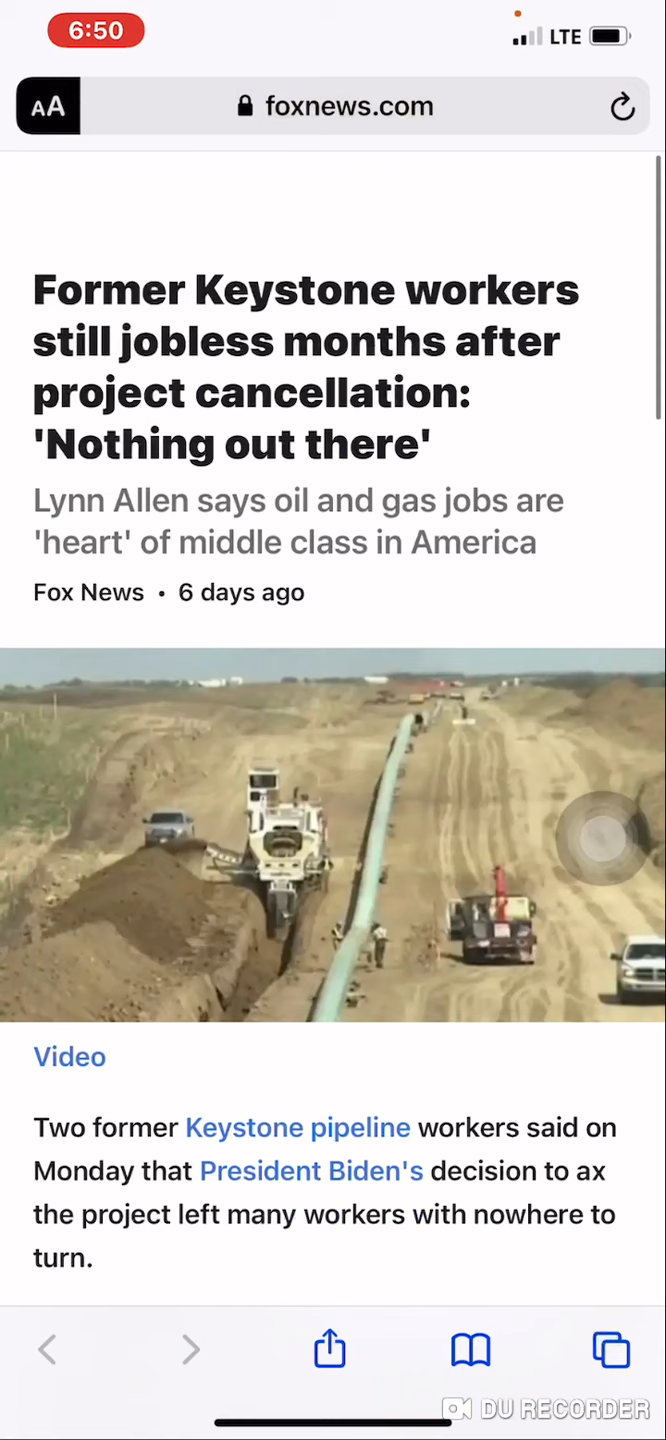 6:50
LTE
AA
foxnews.com
Former Keystone workers
still jobless months after
project cancellation:
'Nothing out there'
Lynn Allen says oil and gas jobs are
'heart' of middle class in America
Fox News • 6 days ago
Video
Two former Keystone pipeline workers said on
Monday that President Biden's decision to ax
the project left many workers with nowhere to
turn.
DU RECORDER